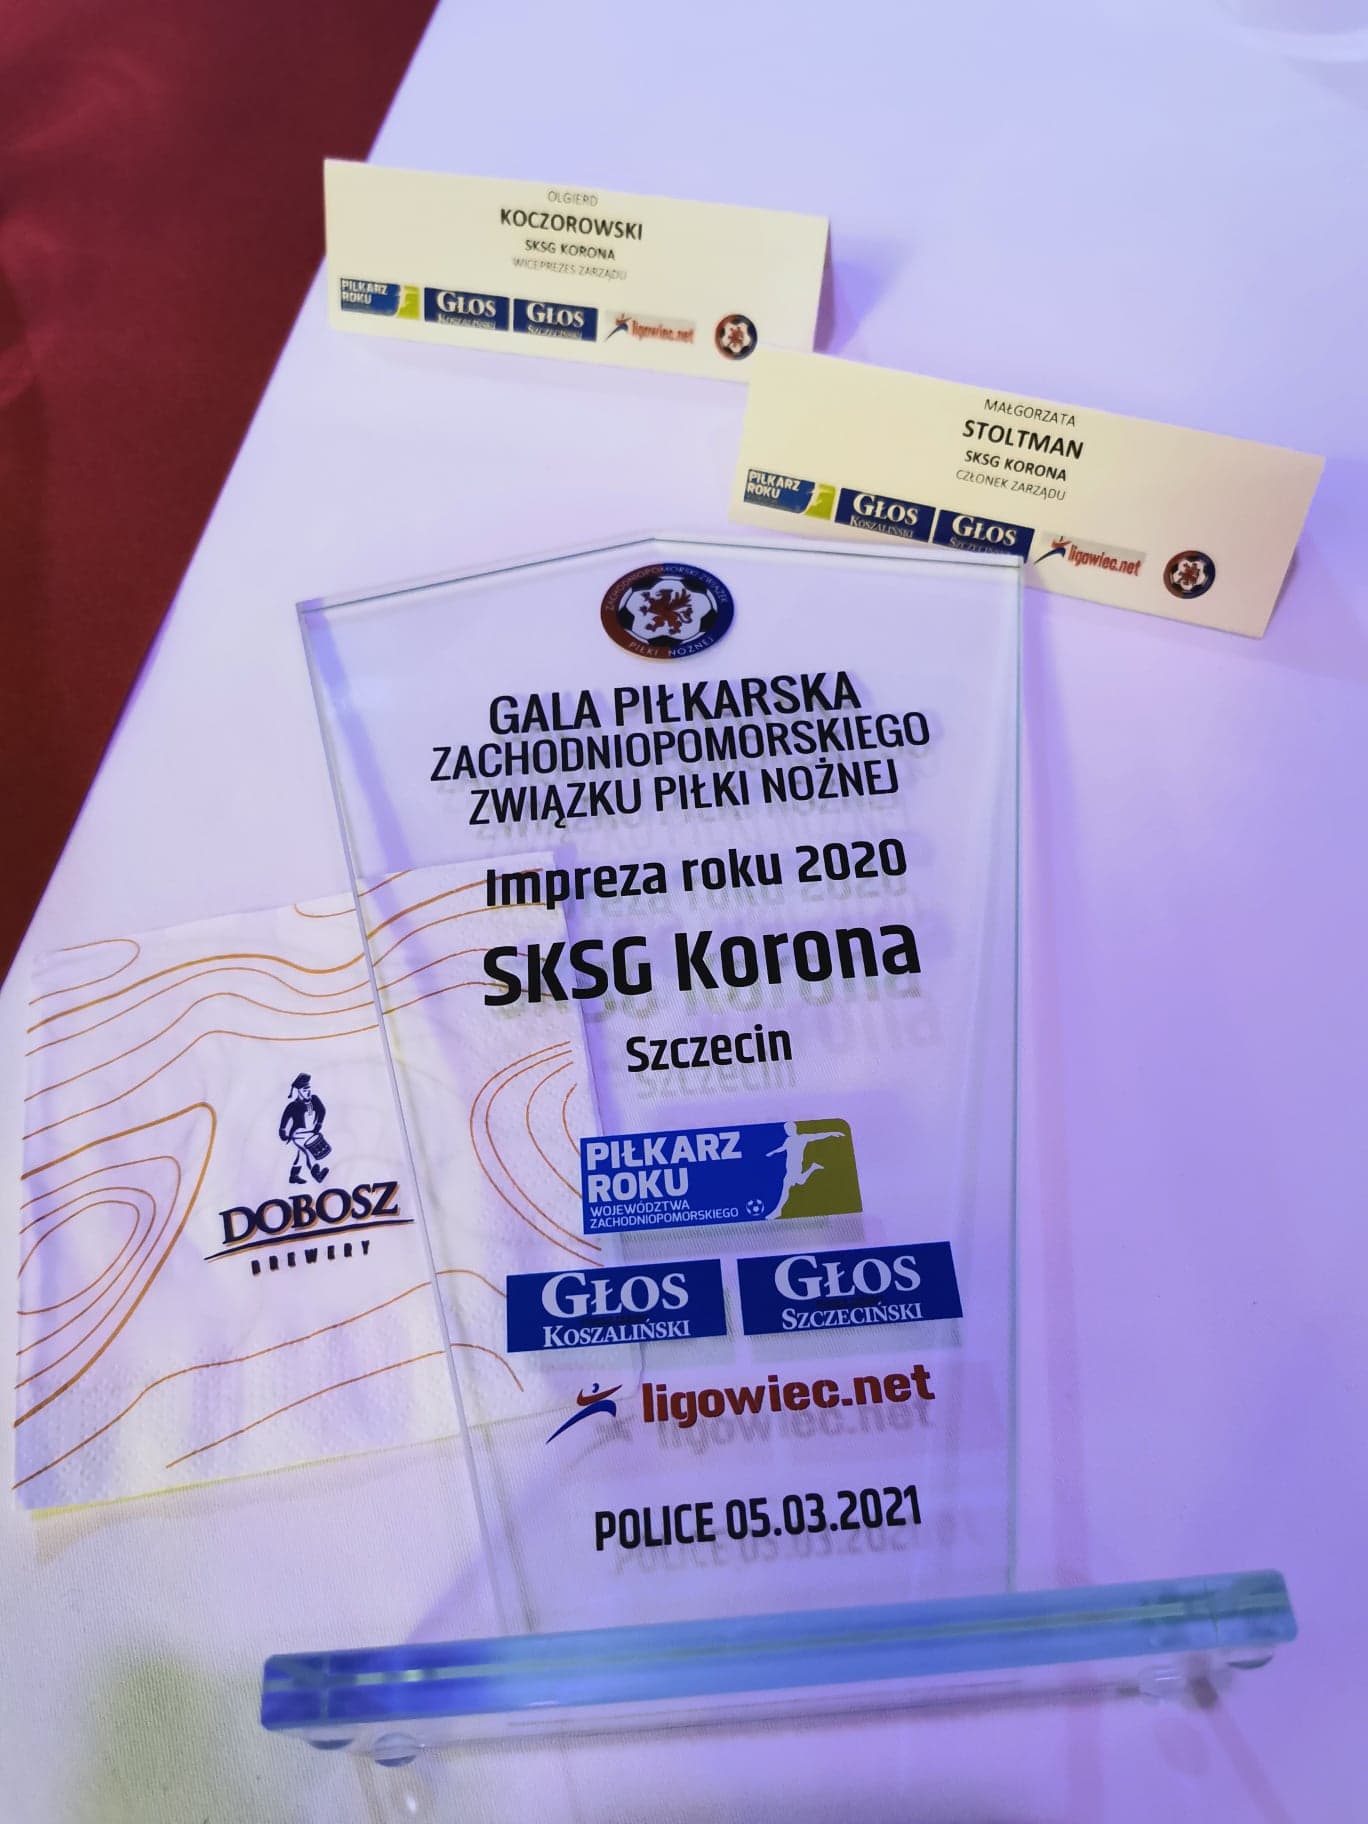 OLGIERD
KOCZOROWSKI
SKSG KORONA
WICEPREZES ZARZĄDU
PIŁKARZ
ROKU
GŁOS
KOSZALIŃSKI
GŁOS
SZCZECIŃSKI
ligowiec.net
MAŁGORZATA
STOLTMAN
SKSG KORONA
CZŁONEK ZARZĄDU
PIŁKARZ
ROKU
GŁOS
KOSZALIŃSKI
GŁOS
SZCZECIŃSKI
ligowiec.net
ZACHODNIOPOMORSKI ZWIĄZEK
PIŁKI NOŻNEJ
GALA PIŁKARSKA
ZACHODNIOPOMORSKIEGO
ZWIĄZKU PIŁKI NOŻNEJ
Impreza roku 2020
SKSG Korona
Szczecin
PIŁKARZ
ROKU
WOJEWÓDZTWA
ZACHODNIOPOMORSKIEGO
GŁOS
KOSZALIŃSKI
GŁOS
SZCZECIŃSKI
ligowiec.net
POLICE 05.03.2021
DOBOSZ
BREWERY